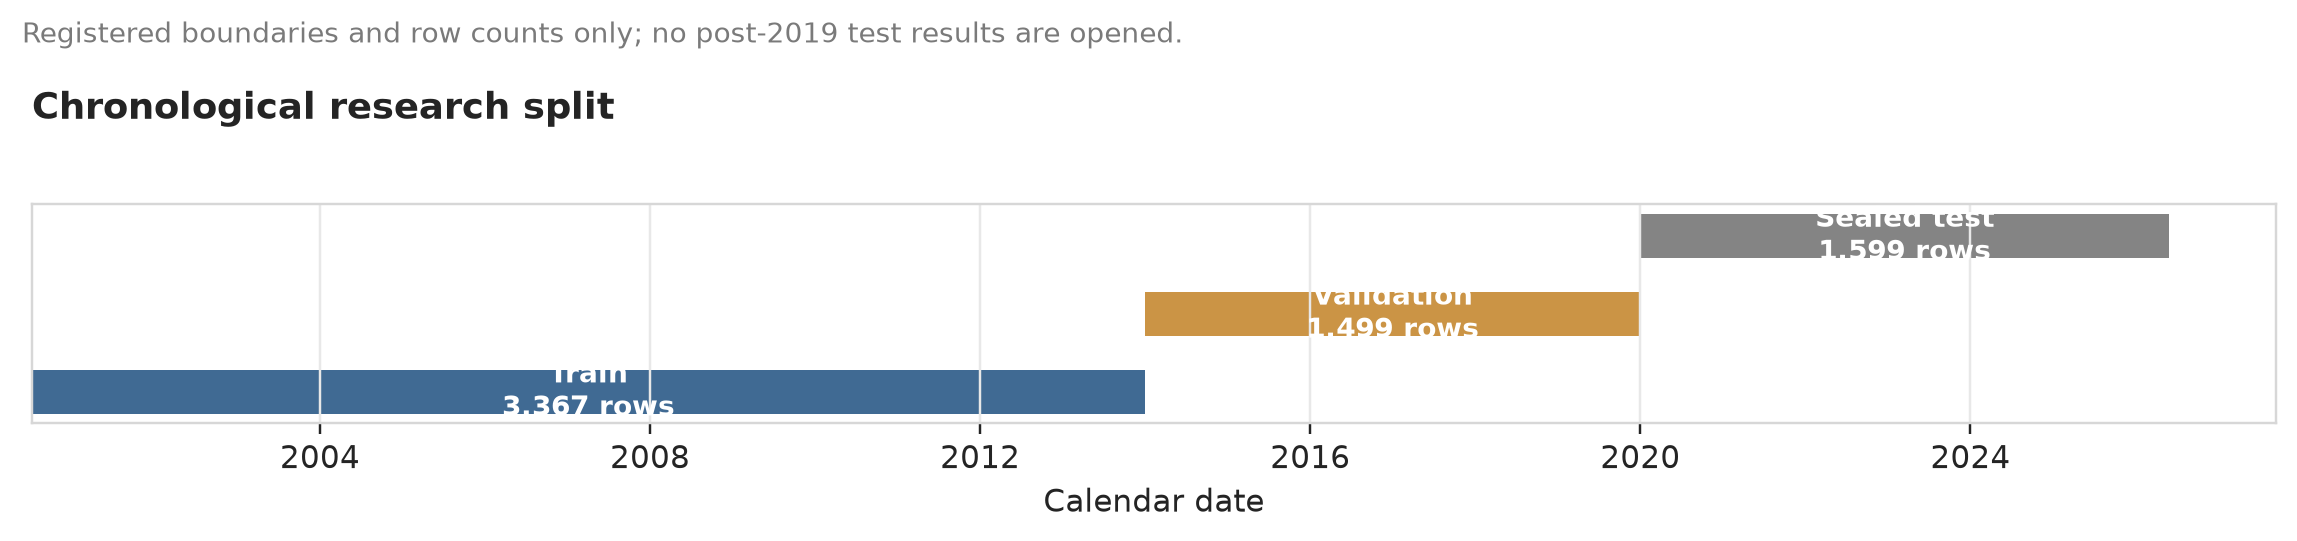 Registered boundaries and row counts only; no post-2019 test results are opened.
Chronological research split
Sealed test
1,599 rows
Validation
1,499 rows
Train
3,367 rows
2004 2008 2012 2016 2020 2024
Calendar date